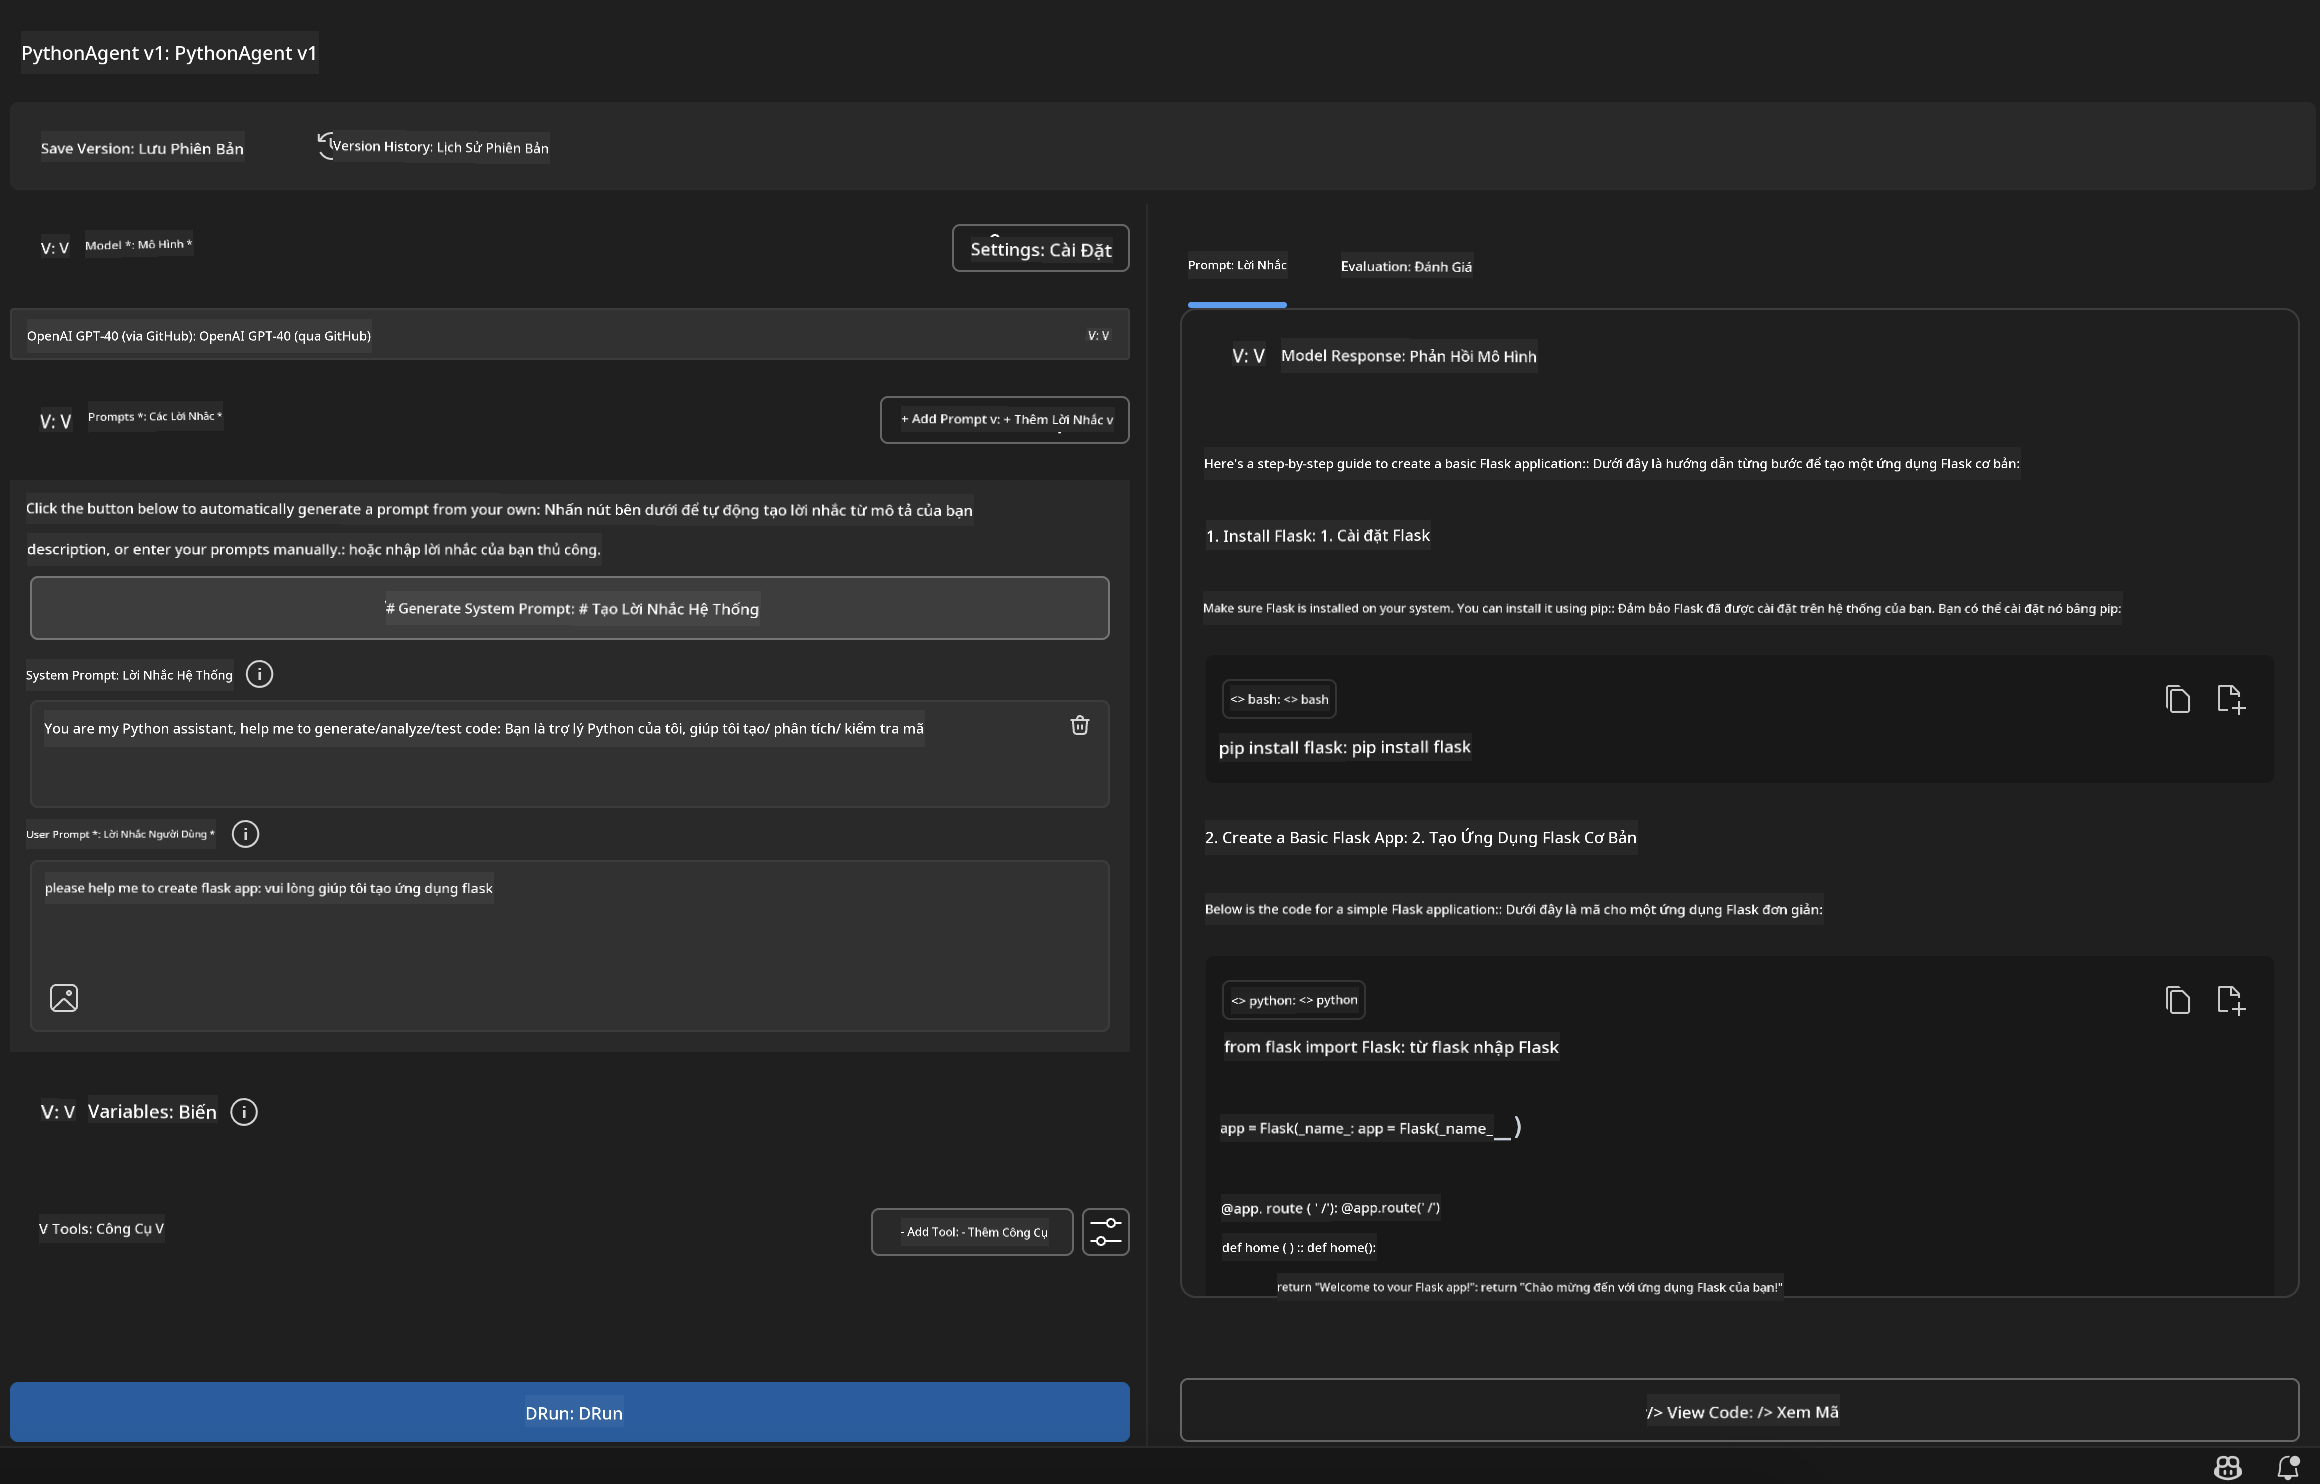 PythonAgent v1: PythonAgent v1
Save Version: Lưu Phiên Bản
Version History: Lịch Sử Phiên Bản
V: V
Model *: Mô Hình *
Settings: Cài Đặt
OpenAI GPT-40 (via GitHub): OpenAI GPT-40 (qua GitHub)
V: V
V: V
Prompts *: Các Lời Nhắc *
+ Add Prompt v: + Thêm Lời Nhắc v
Click the button below to automatically generate a prompt from your own: Nhấn nút bên dưới để tự động tạo lời nhắc từ mô tả của bạn
description, or enter your prompts manually.: hoặc nhập lời nhắc của bạn thủ công.
# Generate System Prompt: # Tạo Lời Nhắc Hệ Thống
System Prompt: Lời Nhắc Hệ Thống
You are my Python assistant, help me to generate/analyze/test code: Bạn là trợ lý Python của tôi, giúp tôi tạo/ phân tích/ kiểm tra mã
User Prompt *: Lời Nhắc Người Dùng *
please help me to create flask app: vui lòng giúp tôi tạo ứng dụng flask
V: V
Variables: Biến
V Tools: Công Cụ V
- Add Tool: - Thêm Công Cụ
DRun: DRun
Prompt: Lời Nhắc
Evaluation: Đánh Giá
V: V
Model Response: Phản Hồi Mô Hình
Here's a step-by-step guide to create a basic Flask application:: Dưới đây là hướng dẫn từng bước để tạo một ứng dụng Flask cơ bản:
1. Install Flask: 1. Cài đặt Flask
Make sure Flask is installed on your system. You can install it using pip:: Đảm bảo Flask đã được cài đặt trên hệ thống của bạn. Bạn có thể cài đặt nó bằng pip:
<> bash: <> bash
pip install flask: pip install flask
2. Create a Basic Flask App: 2. Tạo Ứng Dụng Flask Cơ Bản
Below is the code for a simple Flask application:: Dưới đây là mã cho một ứng dụng Flask đơn giản:
<> python: <> python
from flask import Flask: từ flask nhập Flask
app = Flask(_name_: app = Flask(_name__)
@app. route ( ' /'): @app.route(' /')
def home ( ) :: def home():
return "Welcome to vour Flask app!": return "Chào mừng đến với ứng dụng Flask của bạn!"
/> View Code: /> Xem Mã